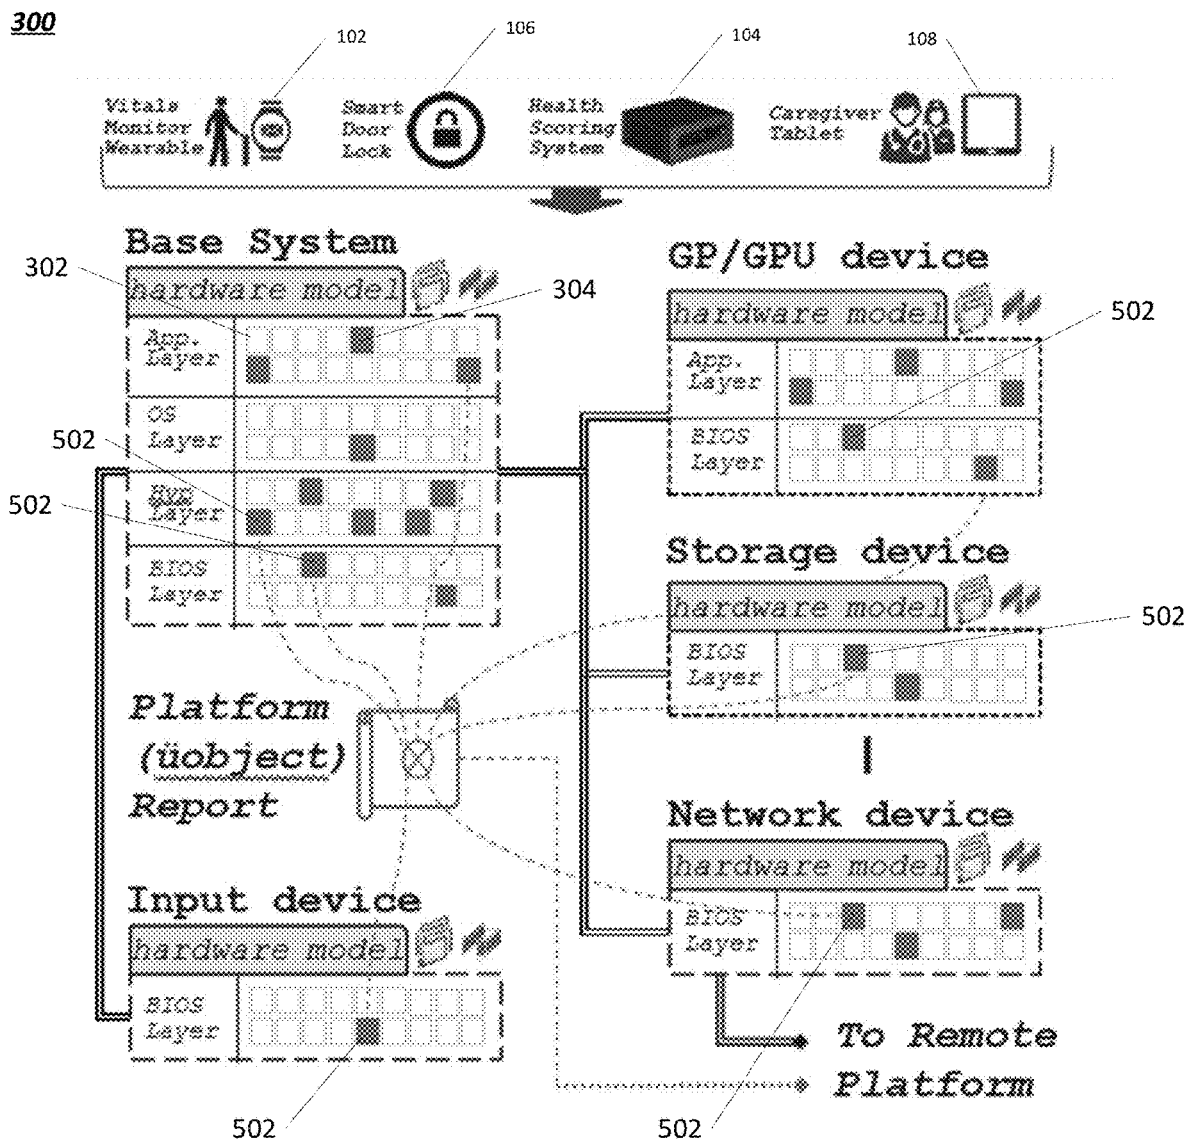 300
102
106
104
108
Vitals
Monitor
Wearable
Smart
Door
Lock
Health
Scoring
System
Caregiver
Tablet
Base System
302
hardware model
304
App.
Layer
OS
Layer
502
Hyp
Layer
502
BIOS
Layer
GP/GPU device
hardware model
502
App.
Layer
BIOS
Layer
Storage device
hardware model
502
BIOS
Layer
Platform
(üobject)
Report
Network device
hardware model
BIOS
Layer
Input device
hardware model
BIOS
Layer
To Remote
Platform
502
502